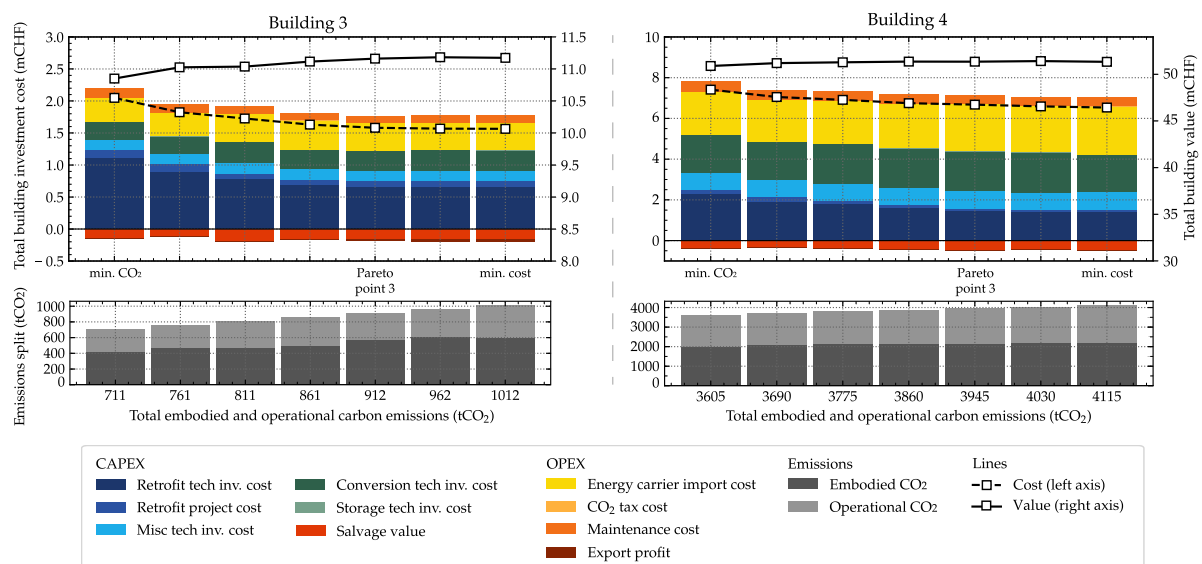 Building 3
Building 4
Total building investment cost (mCHF)
3.0
2.5
2.0
1.5
1.0
0.5
0.0
−0.5
11.5
11.0
10.5
10.0
9.5
9.0
8.5
8.0
min. CO₂
Pareto
point 3
min. cost
10
8
6
4
2
0
50
45
40
35
30
Total building value (mCHF)
min. CO₂
Pareto
point 3
min. cost
Emissions split (tCO₂)
1000
800
600
400
200
0
711 761 811 861 912 962 1012
Total embodied and operational carbon emissions (tCO₂)
4000
3000
2000
1000
0
3605 3690 3775 3860 3945 4030 4115
Total embodied and operational carbon emissions (tCO₂)
CAPEX
Retrofit tech inv. cost
Retrofit project cost
Misc tech inv. cost
Conversion tech inv. cost
Storage tech inv. cost
Salvage value
OPEX
Energy carrier import cost
CO₂ tax cost
Maintenance cost
Export profit
Emissions
Embodied CO₂
Operational CO₂
Lines
Cost (left axis)
Value (right axis)